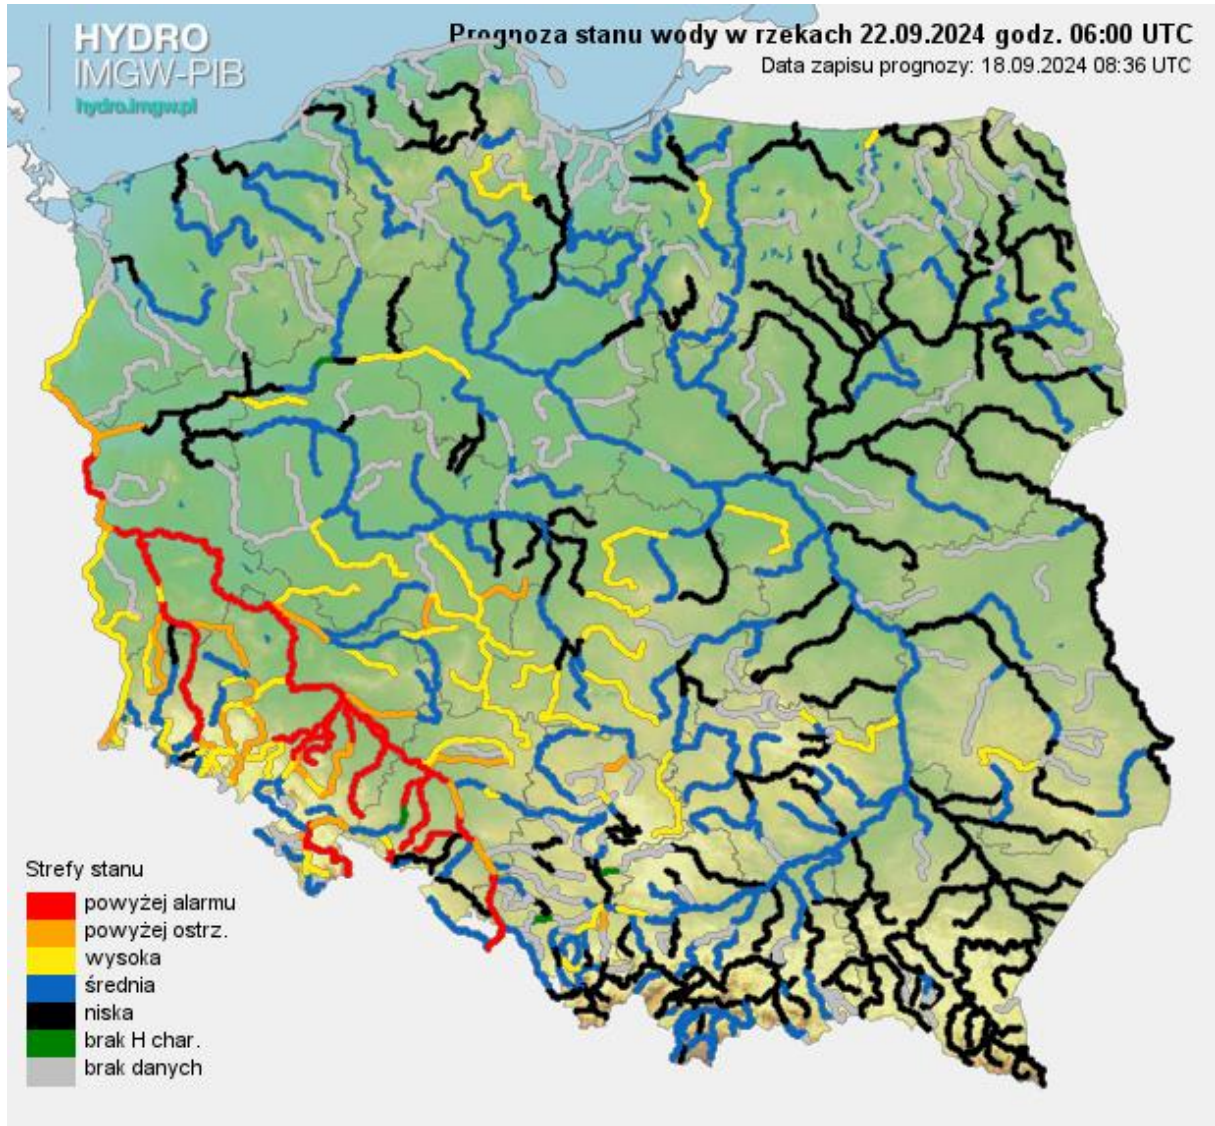 HYDRO
IMGW-PIB
hydro.imgw.pl
Prognoza stanu wody w rzekach 22.09.2024 godz. 06:00 UTC
Data zapisu prognozy: 18.09.2024 08:36 UTC
Strefy stanu
powyżej alarmu
powyżej ostrz.
wysoka
średnia
niska
brak H char.
brak danych